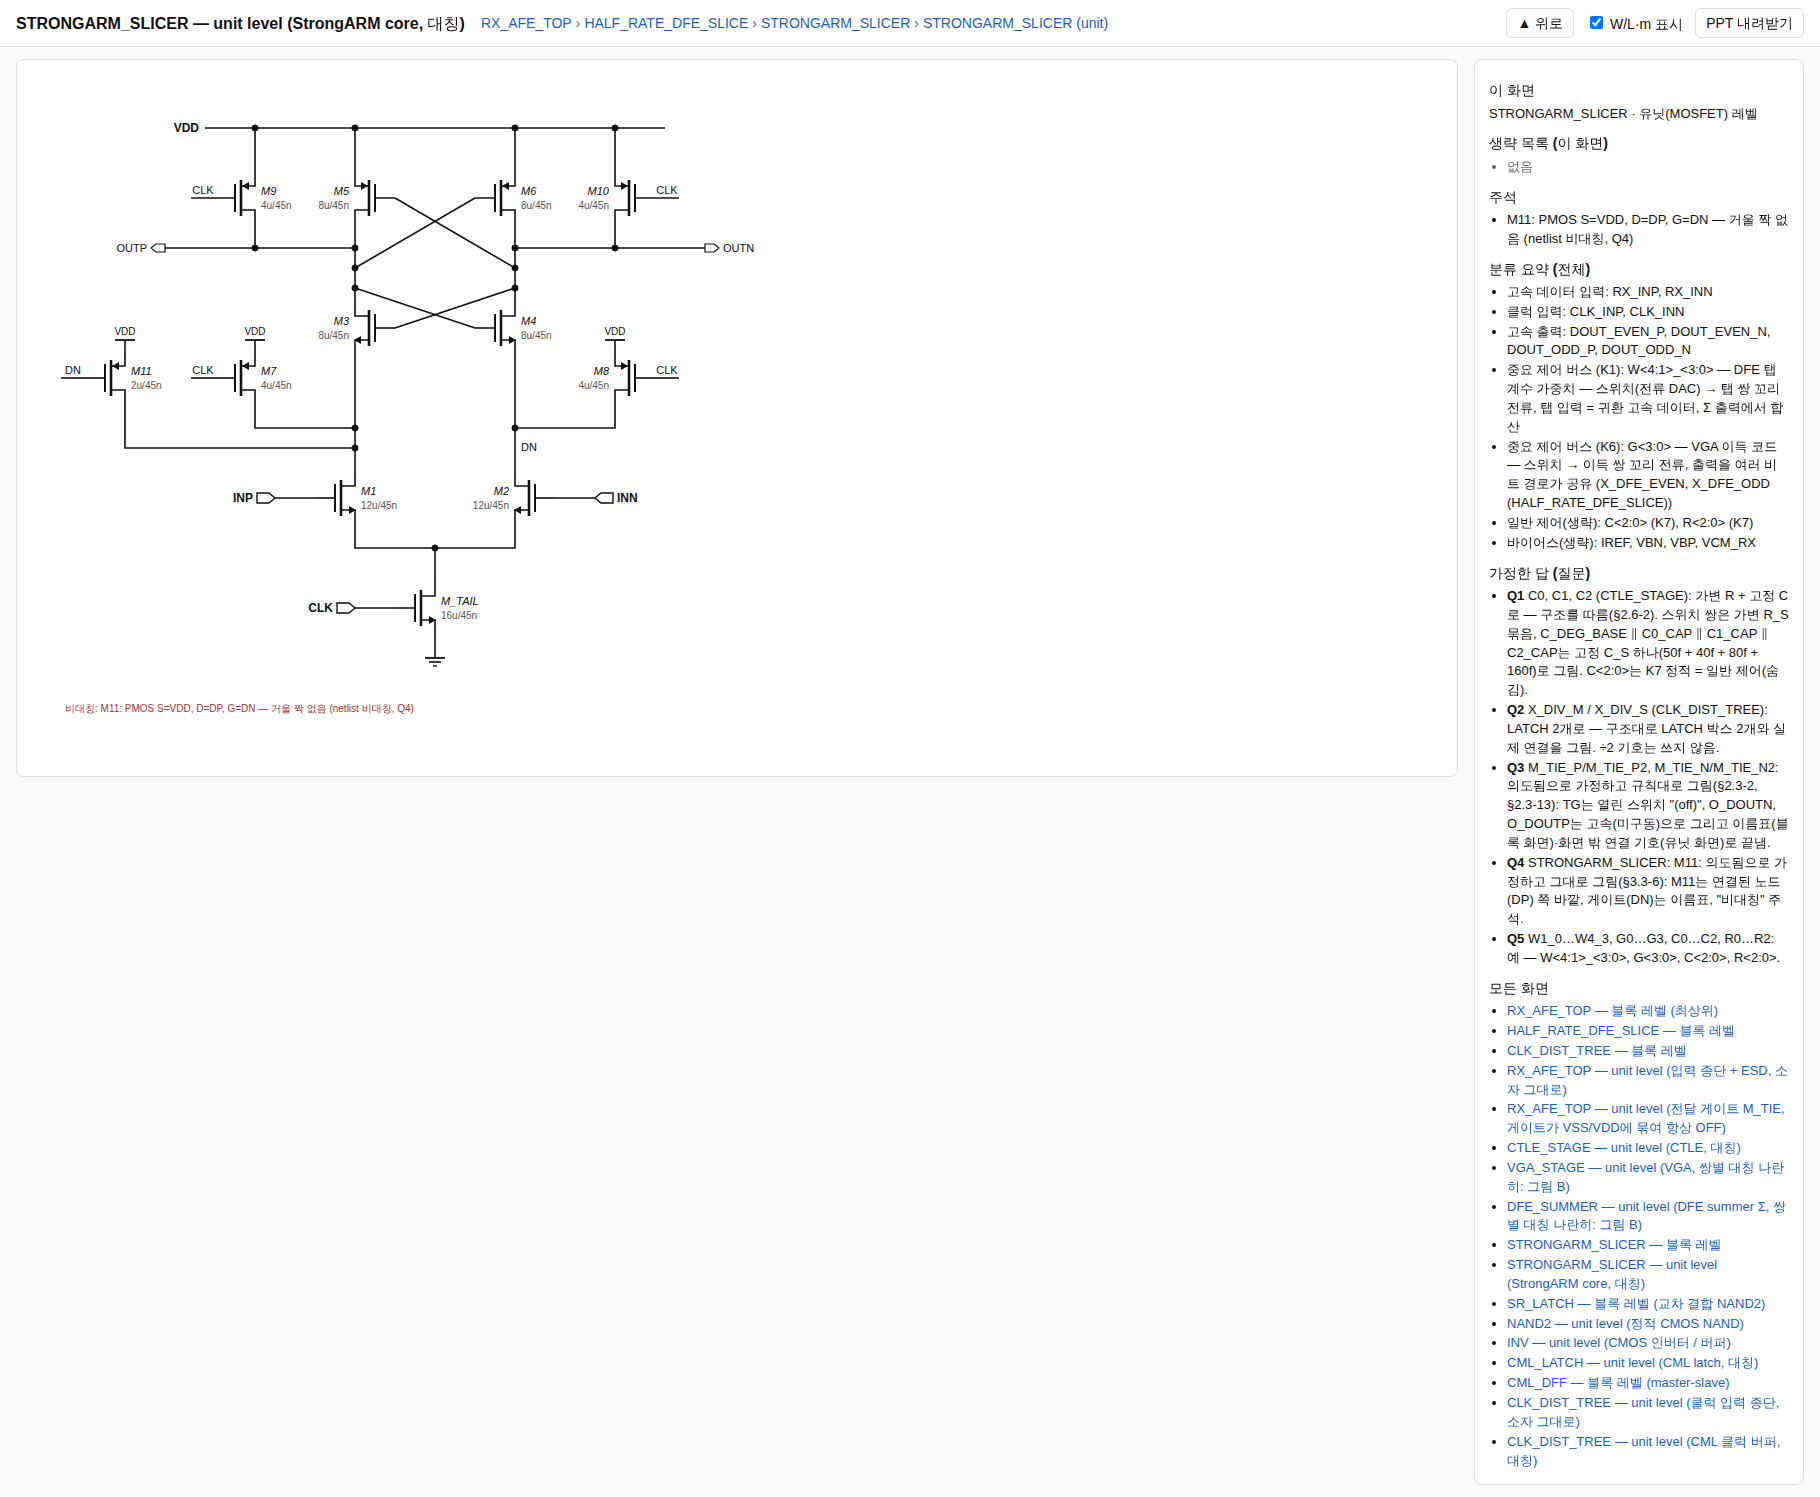 STRONGARM_SLICER — unit level (StrongARM core, 대칭)
RX_AFE_TOP › HALF_RATE_DFE_SLICE › STRONGARM_SLICER › STRONGARM_SLICER (unit)
▲ 위로
W/L·m 표시
PPT 내려받기
VDD
CLK
M9
4u/45n
M5
8u/45n
M6
8u/45n
M10
4u/45n
CLK
OUTP
OUTN
M3
8u/45n
M4
8u/45n
VDD
VDD
VDD
DN
M11
2u/45n
CLK
M7
4u/45n
M8
4u/45n
CLK
DN
INP
M1
12u/45n
M2
12u/45n
INN
CLK
M_TAIL
16u/45n
비대칭: M11: PMOS S=VDD, D=DP, G=DN — 거울 짝 없음 (netlist 비대칭, Q4)
이 화면
STRONGARM_SLICER · 유닛(MOSFET) 레벨
생략 목록 (이 화면)
없음
주석
M11: PMOS S=VDD, D=DP, G=DN — 거울 짝 없
음 (netlist 비대칭, Q4)
분류 요약 (전체)
고속 데이터 입력: RX_INP, RX_INN
클럭 입력: CLK_INP, CLK_INN
고속 출력: DOUT_EVEN_P, DOUT_EVEN_N,
DOUT_ODD_P, DOUT_ODD_N
중요 제어 버스 (K1): W<4:1>_<3:0> — DFE 탭
계수 가중치 — 스위치(전류 DAC) → 탭 쌍 꼬리
전류, 탭 입력 = 귀환 고속 데이터, Σ 출력에서 합
산
중요 제어 버스 (K6): G<3:0> — VGA 이득 코드
— 스위치 → 이득 쌍 꼬리 전류, 출력을 여러 비
트 경로가 공유 (X_DFE_EVEN, X_DFE_ODD
(HALF_RATE_DFE_SLICE))
일반 제어(생략): C<2:0> (K7), R<2:0> (K7)
바이어스(생략): IREF, VBN, VBP, VCM_RX
가정한 답 (질문)
Q1 C0, C1, C2 (CTLE_STAGE): 가변 R + 고정 C
로 — 구조를 따름(§2.6-2). 스위치 쌍은 가변 R_S
묶음, C_DEG_BASE ∥ C0_CAP ∥ C1_CAP ∥
C2_CAP는 고정 C_S 하나(50f + 40f + 80f +
160f)로 그림. C<2:0>는 K7 정적 = 일반 제어(숨
김).
Q2 X_DIV_M / X_DIV_S (CLK_DIST_TREE):
LATCH 2개로 — 구조대로 LATCH 박스 2개와 실
제 연결을 그림. ÷2 기호는 쓰지 않음.
Q3 M_TIE_P/M_TIE_P2, M_TIE_N/M_TIE_N2:
의도됨으로 가정하고 규칙대로 그림(§2.3-2,
§2.3-13): TG는 열린 스위치 "(off)", O_DOUTN,
O_DOUTP는 고속(미구동)으로 그리고 이름표(블
록 화면)·화면 밖 연결 기호(유닛 화면)로 끝냄.
Q4 STRONGARM_SLICER: M11: 의도됨으로 가
정하고 그대로 그림(§3.3-6): M11는 연결된 노드
(DP) 쪽 바깥, 게이트(DN)는 이름표, "비대칭" 주
석.
Q5 W1_0…W4_3, G0…G3, C0…C2, R0…R2:
예 — W<4:1>_<3:0>, G<3:0>, C<2:0>, R<2:0>.
모든 화면
RX_AFE_TOP — 블록 레벨 (최상위)
HALF_RATE_DFE_SLICE — 블록 레벨
CLK_DIST_TREE — 블록 레벨
RX_AFE_TOP — unit level (입력 종단 + ESD, 소
자 그대로)
RX_AFE_TOP — unit level (전달 게이트 M_TIE,
게이트가 VSS/VDD에 묶여 항상 OFF)
CTLE_STAGE — unit level (CTLE, 대칭)
VGA_STAGE — unit level (VGA, 쌍별 대칭 나란
히: 그림 B)
DFE_SUMMER — unit level (DFE summer Σ, 쌍
별 대칭 나란히: 그림 B)
STRONGARM_SLICER — 블록 레벨
STRONGARM_SLICER — unit level
(StrongARM core, 대칭)
SR_LATCH — 블록 레벨 (교차 결합 NAND2)
NAND2 — unit level (정적 CMOS NAND)
INV — unit level (CMOS 인버터 / 버퍼)
CML_LATCH — unit level (CML latch, 대칭)
CML_DFF — 블록 레벨 (master-slave)
CLK_DIST_TREE — unit level (클럭 입력 종단,
소자 그대로)
CLK_DIST_TREE — unit level (CML 클럭 버퍼,
대칭)